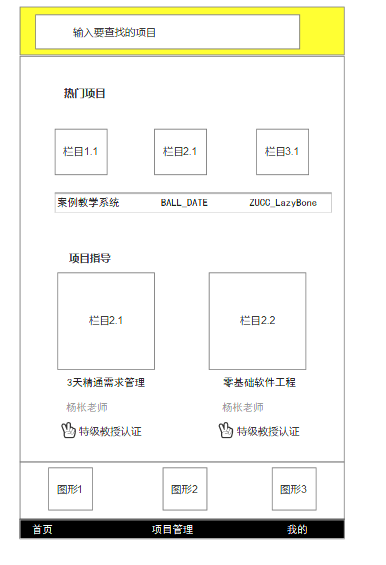 输入要查找的项目
热门项目
栏目1.1 栏目2.1 栏目3.1
案例教学系统 BALL_DATE ZUCC_LazyBone
项目指导
栏目2.1 栏目2.2
3天精通需求管理 零基础软件工程
杨枨老师 杨枨老师
特级教授认证 特级教授认证
图形1 图形2 图形3
首页 项目管理 我的